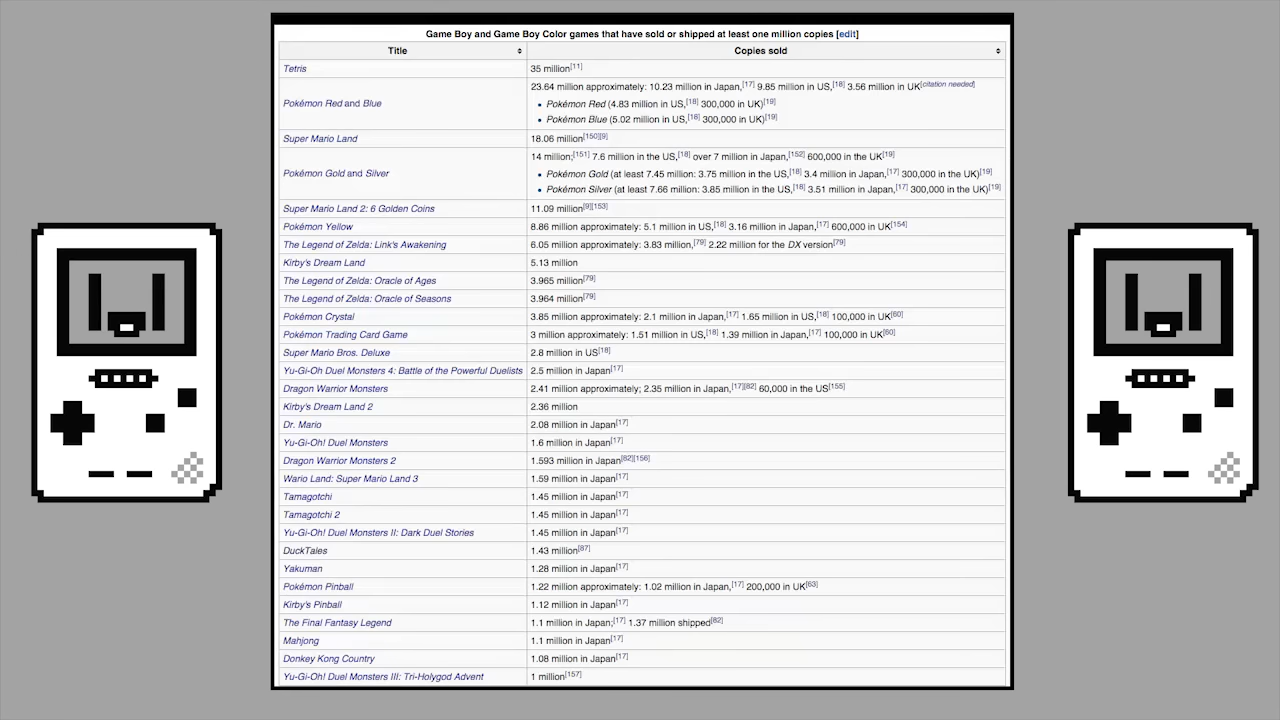 Game Boy and Game Boy Color games that have sold or shipped at least one million copies [edit]
Title Copies sold
Tetris 35 million[11]
Pokémon Red and Blue 23.64 million approximately: 10.23 million in Japan,[17] 9.85 million in US,[18] 3.56 million in UK[citation needed]
• Pokémon Red (4.83 million in US,[18] 300,000 in UK)[19]
• Pokémon Blue (5.02 million in US,[18] 300,000 in UK)[19]
Super Mario Land 18.06 million[150][9]
Pokémon Gold and Silver 14 million;[151] 7.6 million in the US,[18] over 7 million in Japan,[152] 600,000 in the UK[19]
• Pokémon Gold (at least 7.45 million: 3.75 million in the US,[18] 3.4 million in Japan,[17] 300,000 in UK)[19]
• Pokémon Silver (at least 7.66 million: 3.85 million in the US,[18] 3.51 million in Japan,[17] 300,000 in UK)[19]
Super Mario Land 2: 6 Golden Coins 11.09 million[9][153]
Pokémon Yellow 8.86 million approximately: 5.1 million in US,[18] 3.16 million in Japan,[17] 600,000 in UK[154]
The Legend of Zelda: Link's Awakening 6.05 million approximately: 3.83 million,[79] 2.22 million for the DX version[79]
Kirby's Dream Land 5.13 million
The Legend of Zelda: Oracle of Ages 3.965 million[79]
The Legend of Zelda: Oracle of Seasons 3.964 million[79]
Pokémon Crystal 3.85 million approximately: 2.1 million in Japan,[17] 1.65 million in US,[18] 100,000 in UK[60]
Pokémon Trading Card Game 3 million approximately: 1.51 million in US,[18] 1.39 million in Japan,[17] 100,000 in UK[60]
Super Mario Bros. Deluxe 2.8 million in US[18]
Yu-Gi-Oh Duel Monsters 4: Battle of the Powerful Duelists 2.5 million in Japan[17]
Dragon Warrior Monsters 2.41 million approximately; 2.35 million in Japan,[17][82] 60,000 in the US[155]
Kirby's Dream Land 2 2.36 million
Dr. Mario 2.08 million in Japan[17]
Yu-Gi-Oh! Duel Monsters 1.6 million in Japan[17]
Dragon Warrior Monsters 2 1.593 million in Japan[82][156]
Wario Land: Super Mario Land 3 1.59 million in Japan[17]
Tamagotchi 1.45 million in Japan[17]
Tamagotchi 2 1.45 million in Japan[17]
Yu-Gi-Oh! Duel Monsters II: Dark Duel Stories 1.45 million in Japan[17]
DuckTales 1.43 million[87]
Yakuman 1.28 million in Japan[17]
Pokémon Pinball 1.22 million approximately: 1.02 million in Japan,[17] 200,000 in UK[63]
Kirby's Pinball 1.12 million in Japan[17]
The Final Fantasy Legend 1.1 million in Japan;[17] 1.37 million shipped[82]
Mahjong 1.1 million in Japan[17]
Donkey Kong Country 1.08 million in Japan[17]
Yu-Gi-Oh! Duel Monsters III: Tri-Holygod Advent 1 million[157]